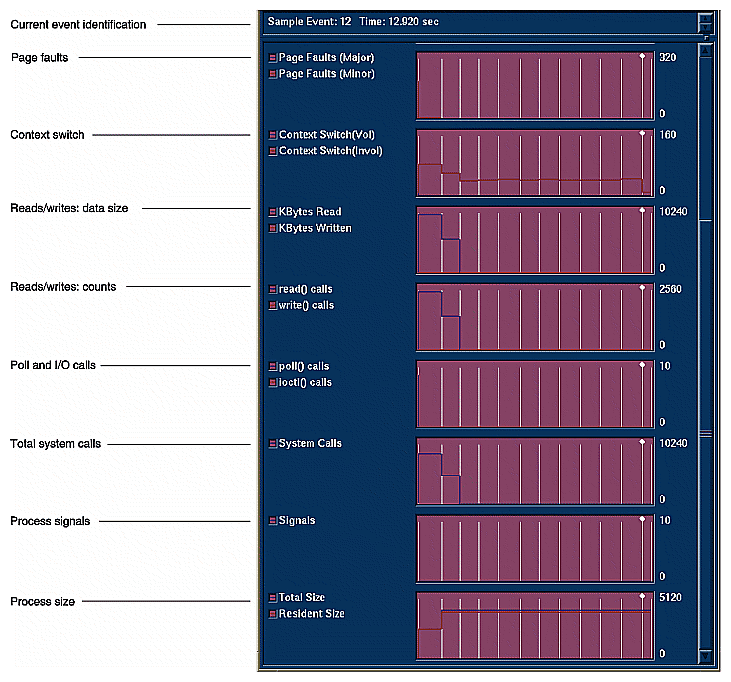 Current event identification
Sample Event: 12 Time: 12.920 sec
Page faults
Page Faults (Major)
Page Faults (Minor)
320
0
Context switch
Context Switch(Vol)
Context Switch(Invol)
160
0
Reads/writes: data size
KBytes Read
KBytes Written
10240
0
Reads/writes: counts
read() calls
write() calls
2560
0
Poll and I/O calls
poll() calls
ioctl() calls
10
0
Total system calls
System Calls
10240
0
Process signals
Signals
10
0
Process size
Total Size
Resident Size
5120
0